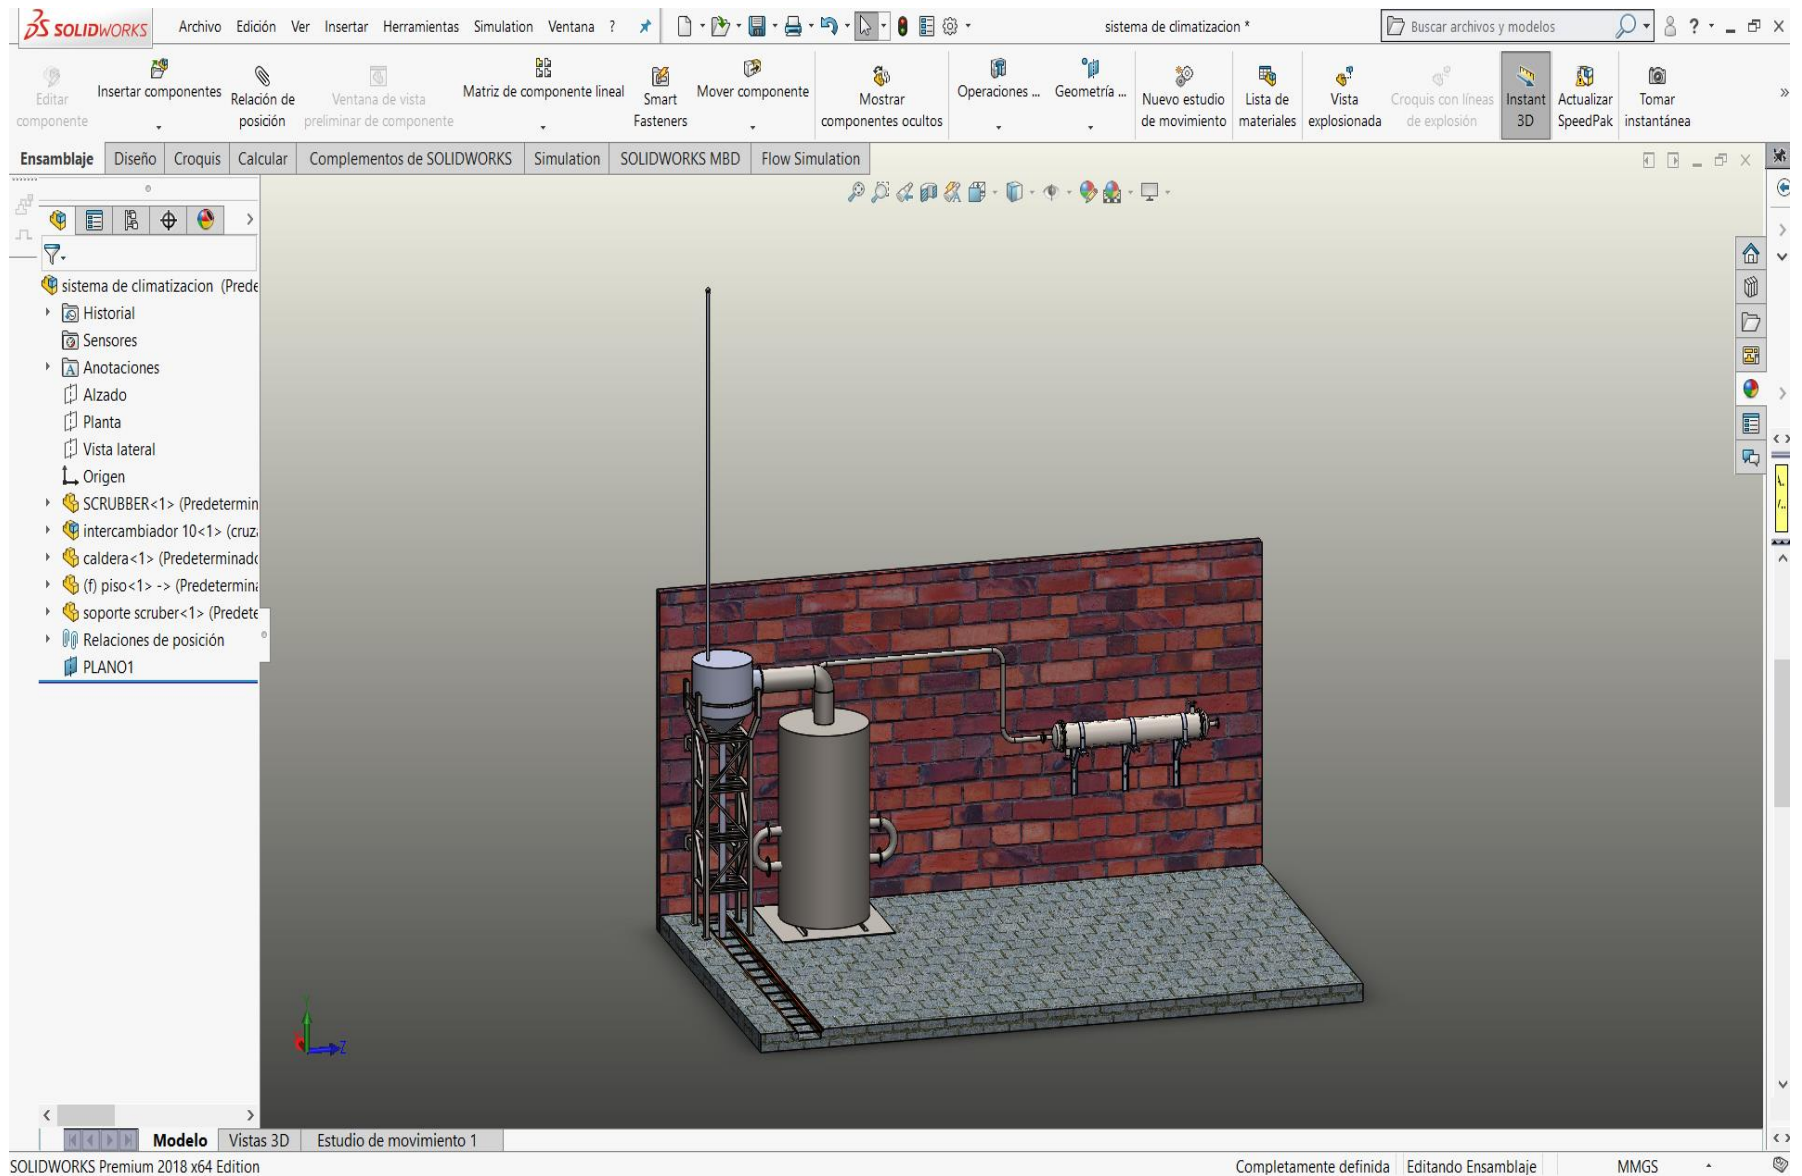 SOLIDWORKS Archivo Edición Ver Insertar Herramientas Simulation Ventana ? sistema de climatizacion * Buscar archivos y modelos ?
Editar componente
Insertar componentes
Relación de posición
Ventana de vista preliminar de componente
Matriz de componente lineal
Smart Fasteners
Mover componente
Mostrar componentes ocultos
Operaciones ...
Geometría ...
Nuevo estudio de movimiento
Lista de materiales
Vista explosionada
Croquis con líneas de explosión
Instant 3D
Actualizar SpeedPak
Tomar instantánea
Ensamblaje Diseño Croquis Calcular Complementos de SOLIDWORKS Simulation SOLIDWORKS MBD Flow Simulation
sistema de climatizacion (Prede
Historial
Sensores
Anotaciones
Alzado
Planta
Vista lateral
Origen
SCRUBBER<1> (Predetermin
intercambiador 10<1> (cruz
caldera<1> (Predeterminado
(f) piso<1> -> (Predetermina
soporte scruber<1> (Predete
Relaciones de posición
PLANO1
Y
Z
Modelo Vistas 3D Estudio de movimiento 1
SOLIDWORKS Premium 2018 x64 Edition Completamente definida Editando Ensamblaje MMGS